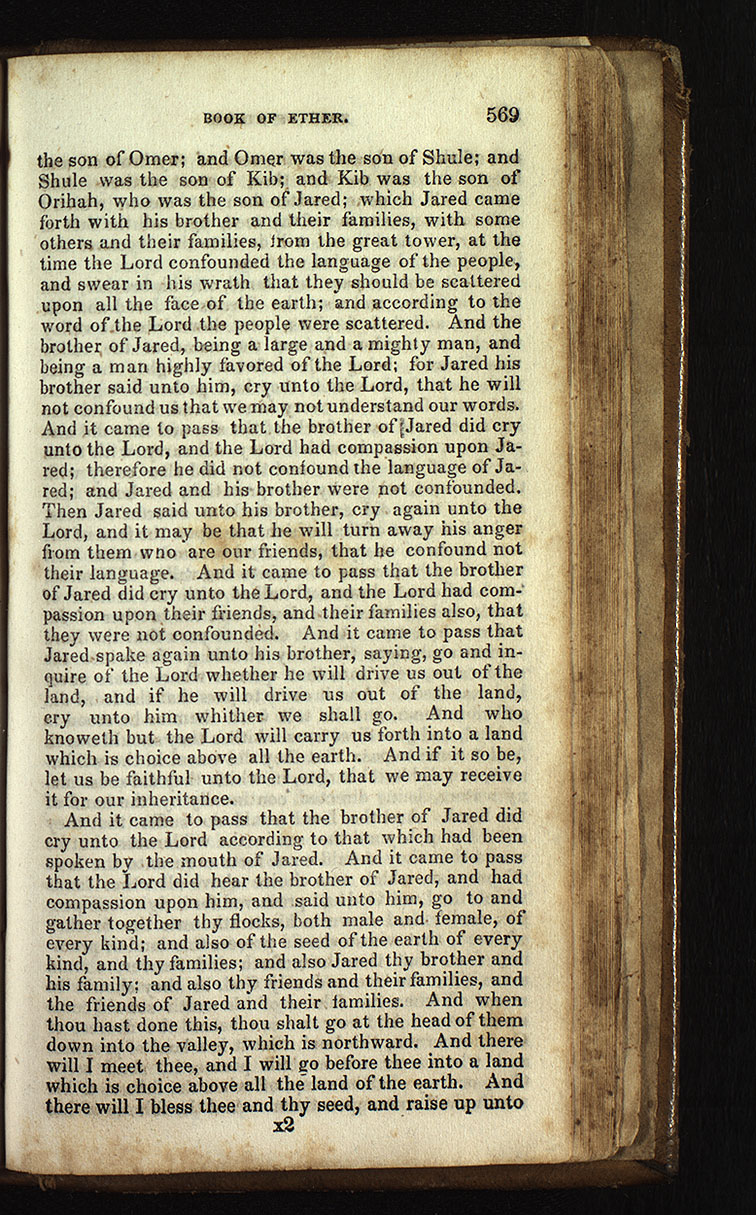 BOOK OF ETHER. 569
the son of Omer; and Omer was the son of Shule; and
Shule was the son of Kib; and Kib was the son of
Orihah, who was the son of Jared; which Jared came
forth with his brother and their families, with some
others and their families, from the great tower, at the
time the Lord confounded the language of the people,
and swear in his wrath that they should be scattered
upon all the face of the earth; and according to the
word of the Lord the people were scattered. And the
brother of Jared, being a large and a mighty man, and
being a man highly favored of the Lord; for Jared his
brother said unto him, cry unto the Lord, that he will
not confound us that we may not understand our words.
And it came to pass that the brother of Jared did cry
unto the Lord, and the Lord had compassion upon Ja-
red; therefore he did not confound the language of Ja-
red; and Jared and his brother were not confounded.
Then Jared said unto his brother, cry again unto the
Lord, and it may be that he will turn away his anger
from them who are our friends, that he confound not
their language. And it came to pass that the brother
of Jared did cry unto the Lord, and the Lord had com-
passion upon their friends, and their families also, that
they were not confounded. And it came to pass that
Jared spake again unto his brother, saying, go and in-
quire of the Lord whether he will drive us out of the
land, and if he will drive us out of the land,
cry unto him whither we shall go. And who
knoweth but the Lord will carry us forth into a land
which is choice above all the earth. And if it so be,
let us be faithful unto the Lord, that we may receive
it for our inheritance.
And it came to pass that the brother of Jared did
cry unto the Lord according to that which had been
spoken by the mouth of Jared. And it came to pass
that the Lord did hear the brother of Jared, and had
compassion upon him, and said unto him, go to and
gather together thy flocks, both male and female, of
every kind; and also of the seed of the earth of every
kind, and thy families; and also Jared thy brother and
his family; and also thy friends and their families, and
the friends of Jared and their families. And when
thou hast done this, thou shalt go at the head of them
down into the valley, which is northward. And there
will I meet thee, and I will go before thee into a land
which is choice above all the land of the earth. And
there will I bless thee and thy seed, and raise up unto
x2